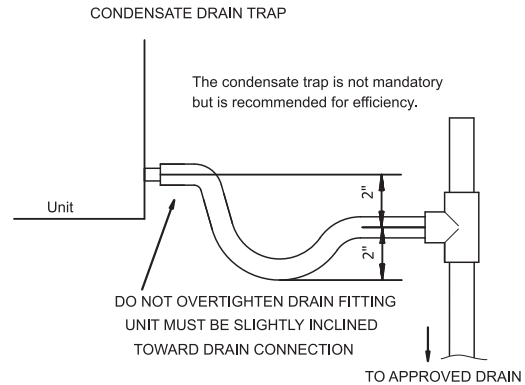 CONDENSATE DRAIN TRAP
The condensate trap is not mandatory
but is recommended for efficiency.
Unit
2"
2"
DO NOT OVERTIGHTEN DRAIN FITTING
UNIT MUST BE SLIGHTLY INCLINED
TOWARD DRAIN CONNECTION
TO APPROVED DRAIN